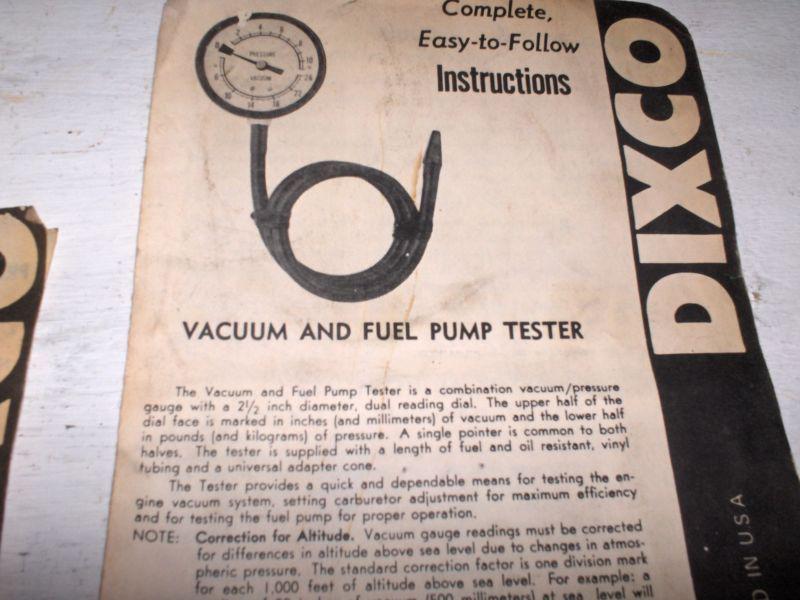 Complete,
Easy-to-Follow
Instructions
DIXCO
PRESSURE
VACUUM
VACUUM AND FUEL PUMP TESTER
The Vacuum and Fuel Pump Tester is a combination vacuum/pressure
gauge with a 2½ inch diameter, dual reading dial. The upper half of the
dial face is marked in inches (and millimeters) of vacuum and the lower half
in pounds (and kilograms) of pressure. A single pointer is common to both
halves. The tester is supplied with a length of fuel and oil resistant, vinyl
tubing and a universal adapter cone.
The Tester provides a quick and dependable means for testing the en-
gine vacuum system, setting carburetor adjustment for maximum efficiency
and for testing the fuel pump for proper operation.
NOTE: Correction for Altitude. Vacuum gauge readings must be corrected
for differences in altitude above sea level due to changes in atmos-
pheric pressure. The standard correction factor is one division mark
for each 1,000 feet of altitude above sea level. For example: a
of vacuum (500 millimeters) at sea level will
IN USA